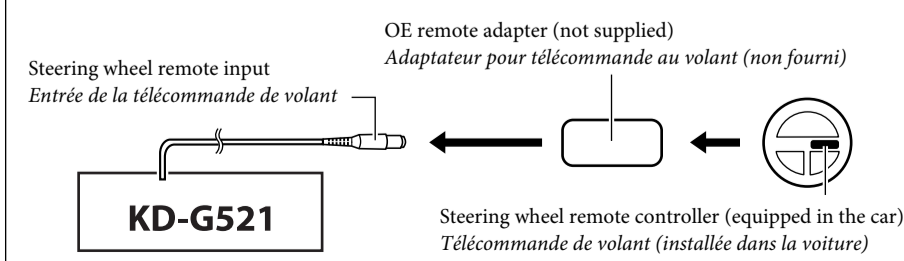 OE remote adapter (not supplied)
Adaptateur pour télécommande au volant (non fourni)
Steering wheel remote input
Entrée de la télécommande de volant
KD-G521
Steering wheel remote controller (equipped in the car)
Télécommande de volant (installée dans la voiture)